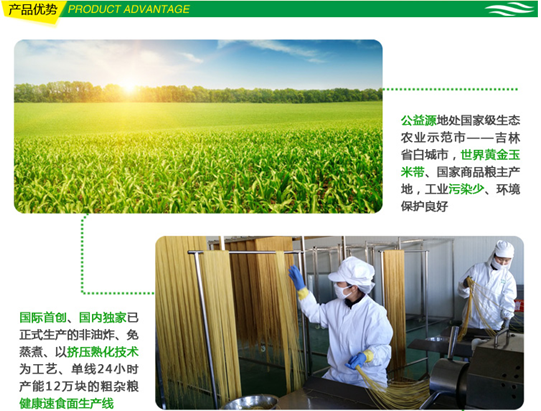 产品优势 PRODUCT ADVANTAGE
公益源地处国家级生态
农业示范市——吉林
省白城市，世界黄金玉
米带、国家商品粮主产
地，工业污染少、环境
保护良好
国际首创、国内独家已
正式生产的非油炸、免
蒸煮、以挤压熟化技术
为工艺、单线24小时
产能12万块的粗杂粮
健康速食面生产线